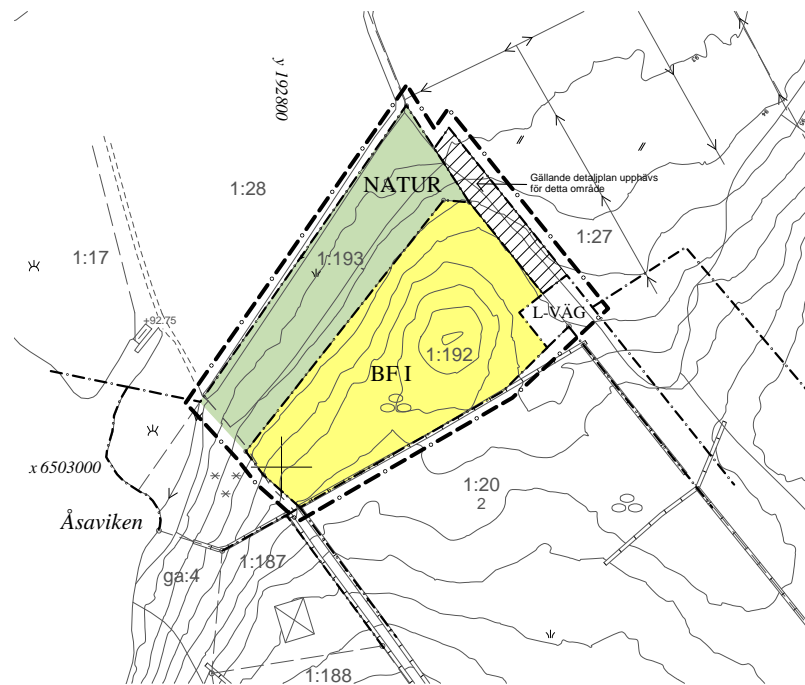 y 192800
NATUR
Gällande detaljplan upphävs
för detta område
1:28
1:27
1:17
1:193
+92.75
L-VÄG
1:192
BF I
x 6503000
1:20
2
Åsaviken
1:187
ga:4
1:188